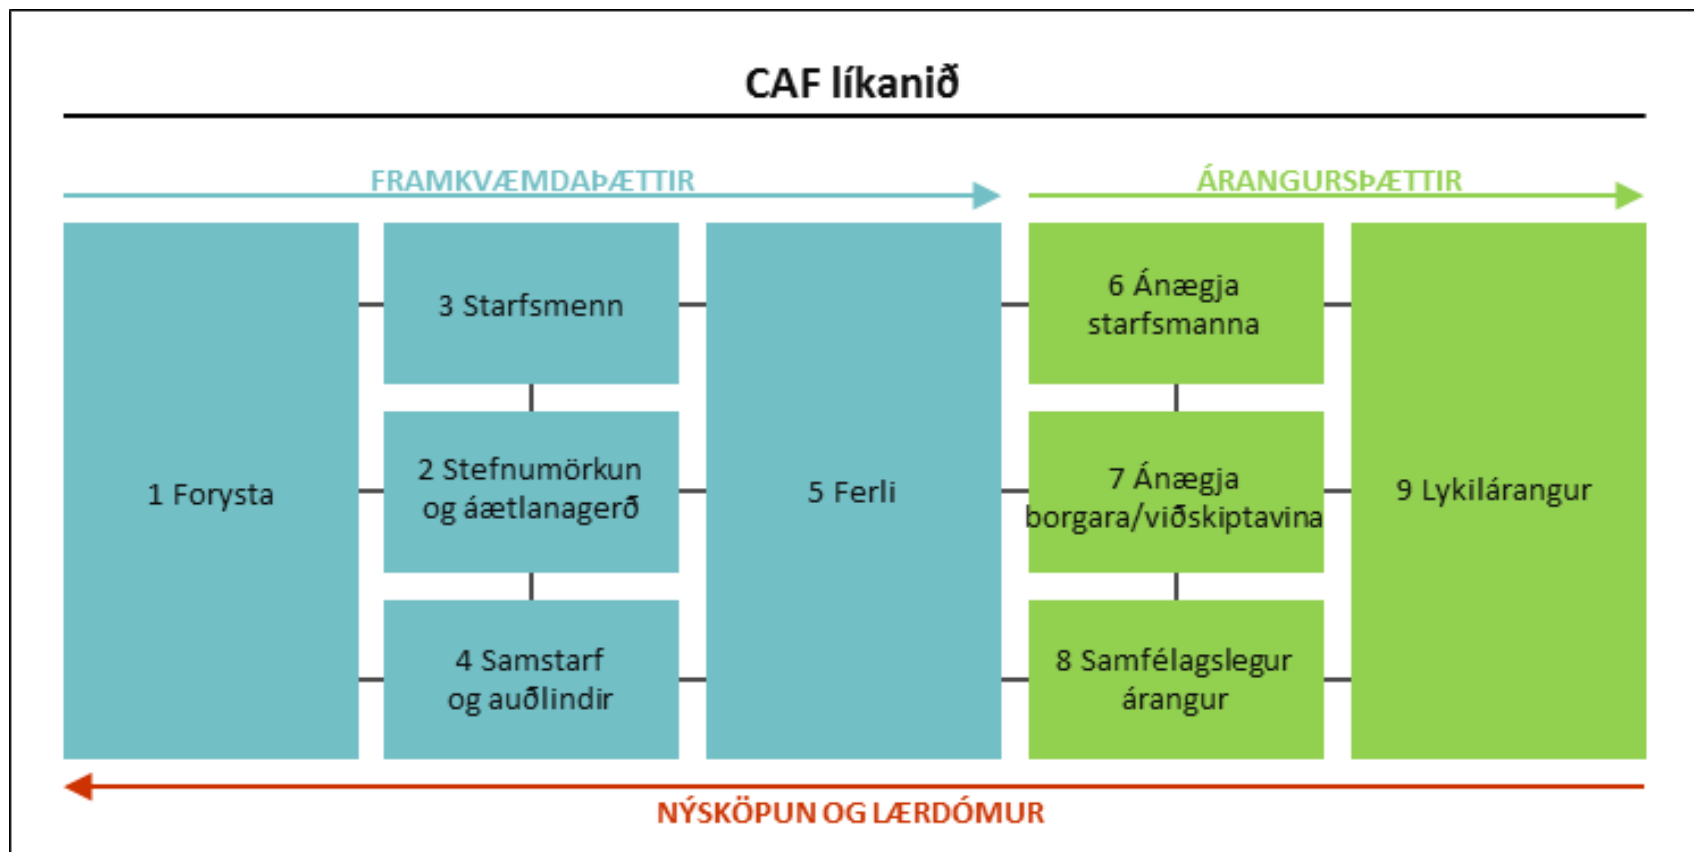 CAF líkanið
FRAMKVÆMDAÞÆTTIR
ÁRANGURSÞÆTTIR
1 Forysta
3 Starfsmenn
2 Stefnumörkun
og áætlanagerð
4 Samstarf
og auðlindir
5 Ferli
6 Ánægja
starfsmanna
7 Ánægja
borgara/viðskiptavina
8 Samfélagslegur
árangur
9 Lykilárangur
NÝSKÖPUN OG LÆRDÓMUR